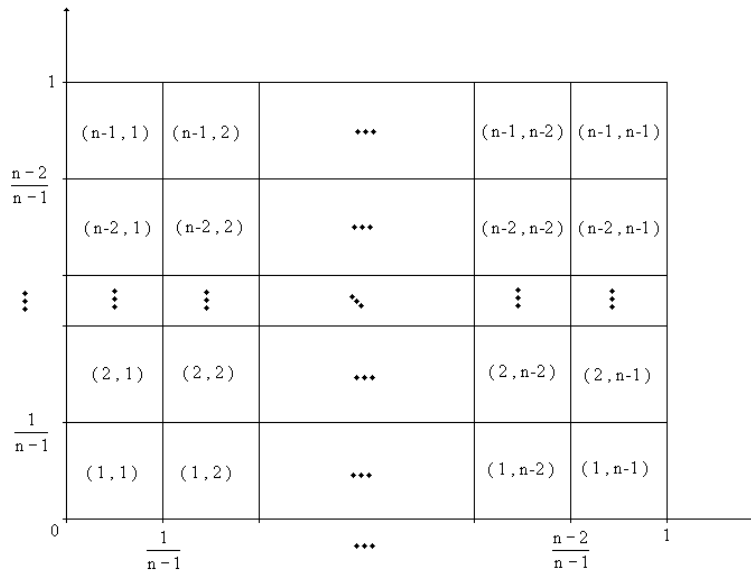 1
(n-1,1) (n-1,2) ... (n-1,n-2) (n-1,n-1)
n-2
n-1
(n-2,1) (n-2,2) ... (n-2,n-2) (n-2,n-1)
(2,1) (2,2) ... (2,n-2) (2,n-1)
1
n-1
(1,1) (1,2) ... (1,n-2) (1,n-1)
0 1
1 ... n-2
n-1 n-1